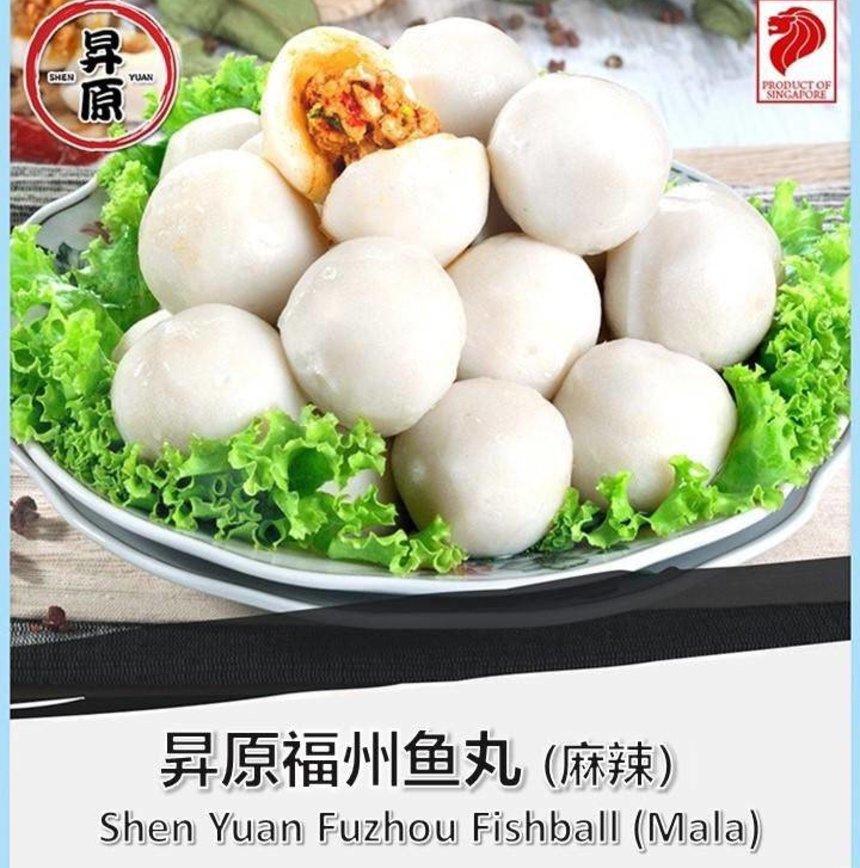 昇原
SHEN YUAN
PRODUCT OF
SINGAPORE
昇原福州鱼丸 (麻辣)
Shen Yuan Fuzhou Fishball (Mala)